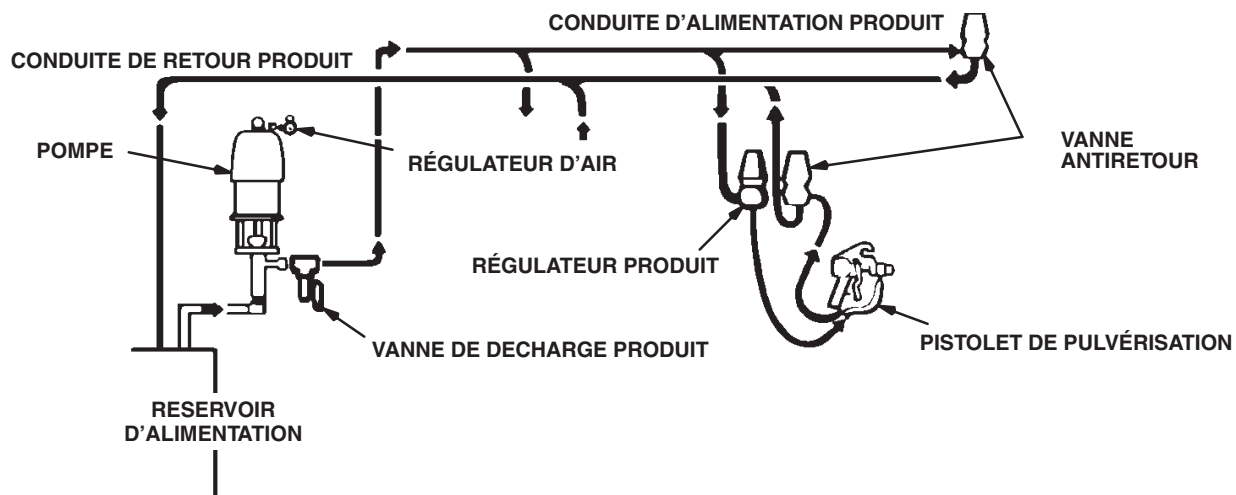 CONDUITE D'ALIMENTATION PRODUIT
CONDUITE DE RETOUR PRODUIT
POMPE
RÉGULATEUR D'AIR
VANNE
ANTIRETOUR
RÉGULATEUR PRODUIT
VANNE DE DECHARGE PRODUIT
PISTOLET DE PULVÉRISATION
RESERVOIR
D'ALIMENTATION